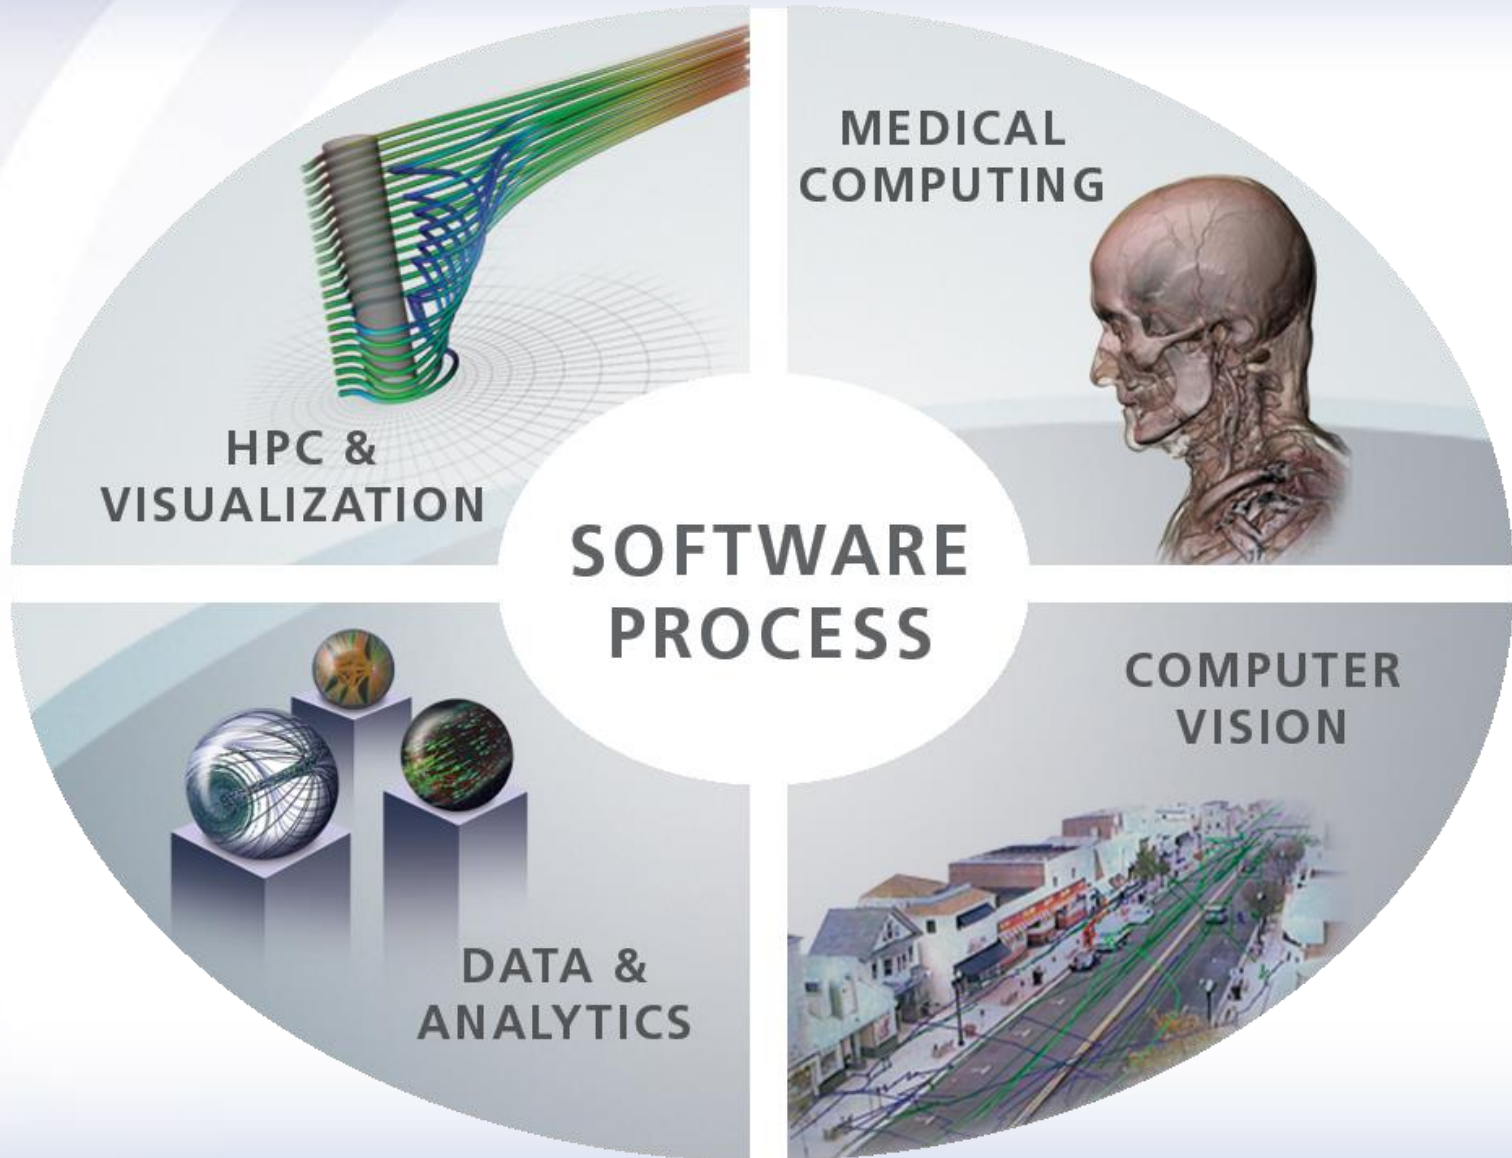 HPC &
VISUALIZATION
MEDICAL
COMPUTING
SOFTWARE
PROCESS
DATA &
ANALYTICS
COMPUTER
VISION